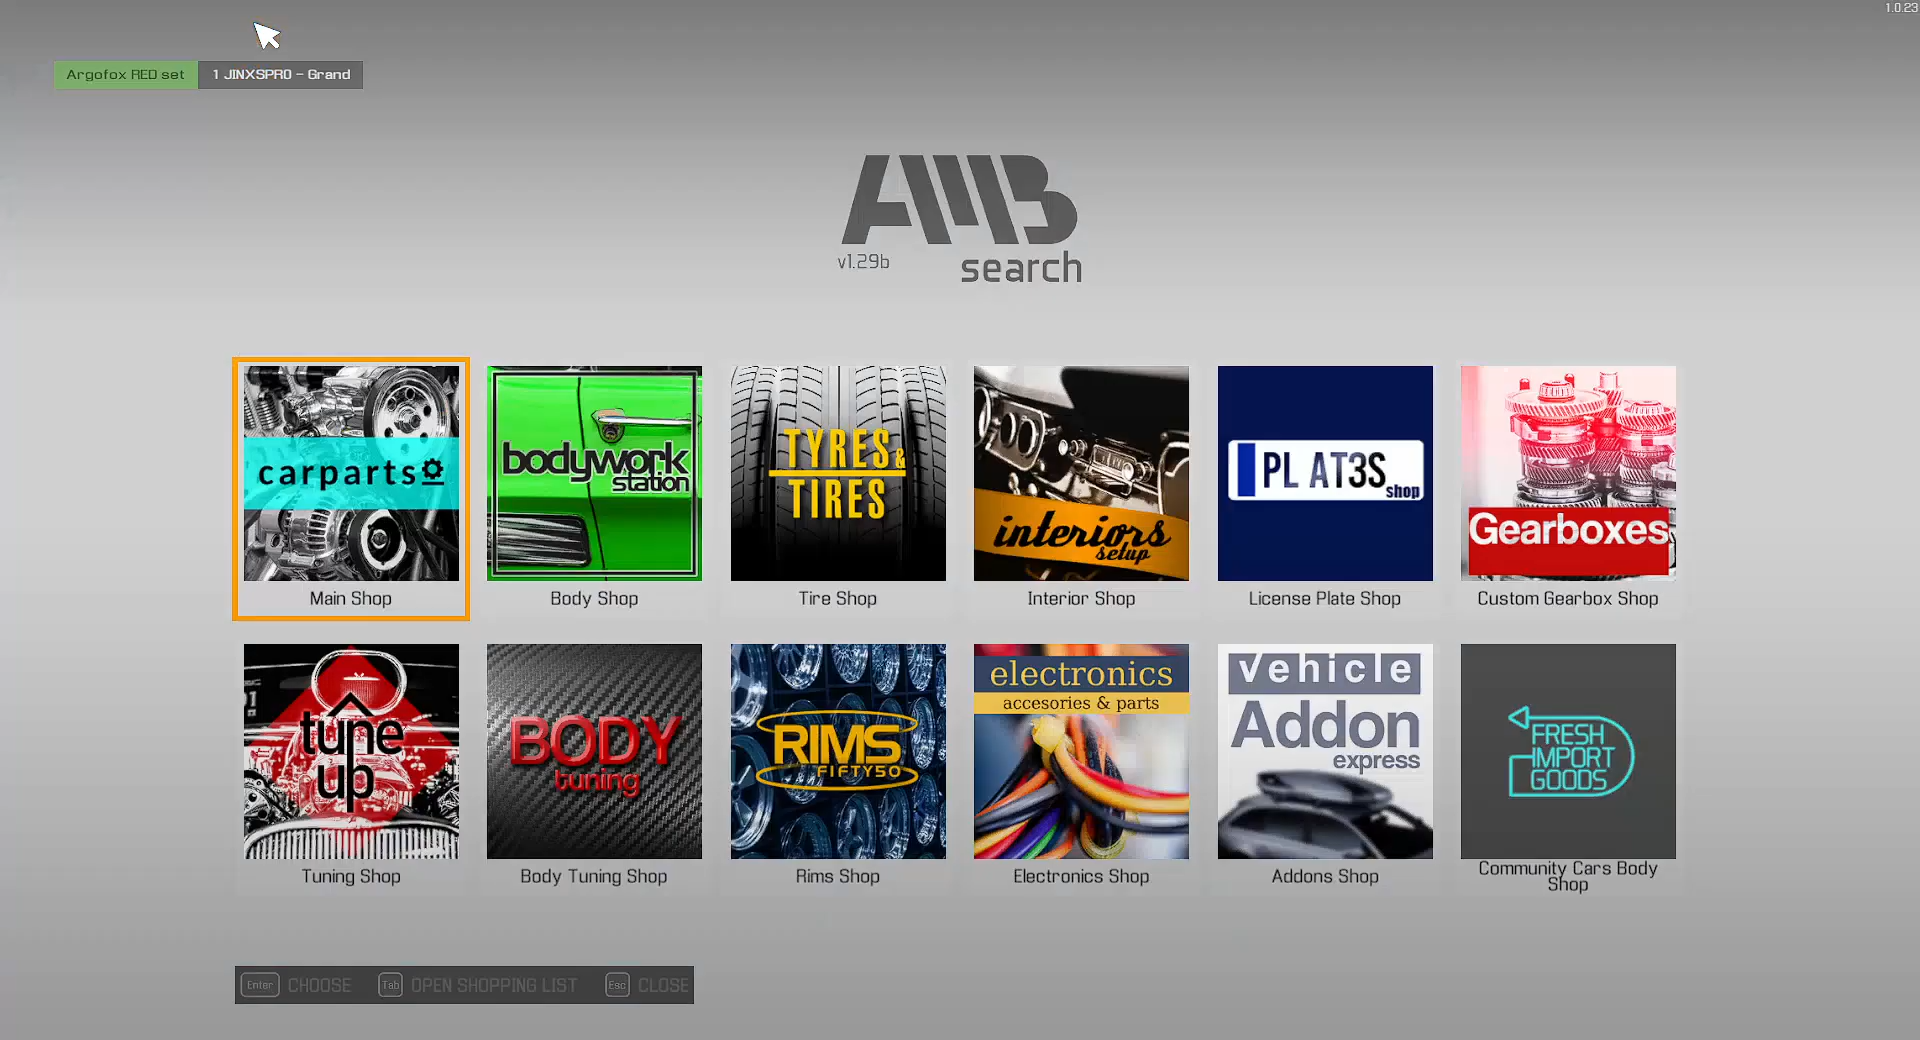 1.0.23
Argofox RED set
1 JINXSPR0 - Grand
AMB
v1.29b
search
carparts
Main Shop
bodywork
station
Body Shop
TYRES &
TIRES
Tire Shop
interiors
setup
Interior Shop
PL AT3S
shop
License Plate Shop
Gearboxes
Custom Gearbox Shop
tune
up
Tuning Shop
BODY
tuning
Body Tuning Shop
RIMS
FIFTY50
Rims Shop
electronics
accesories & parts
Electronics Shop
vehicle
Addon
express
Addons Shop
FRESH
IMPORT
GOODS
Community Cars Body
Shop
Enter CHOOSE Tab OPEN SHOPPING LIST Esc CLOSE